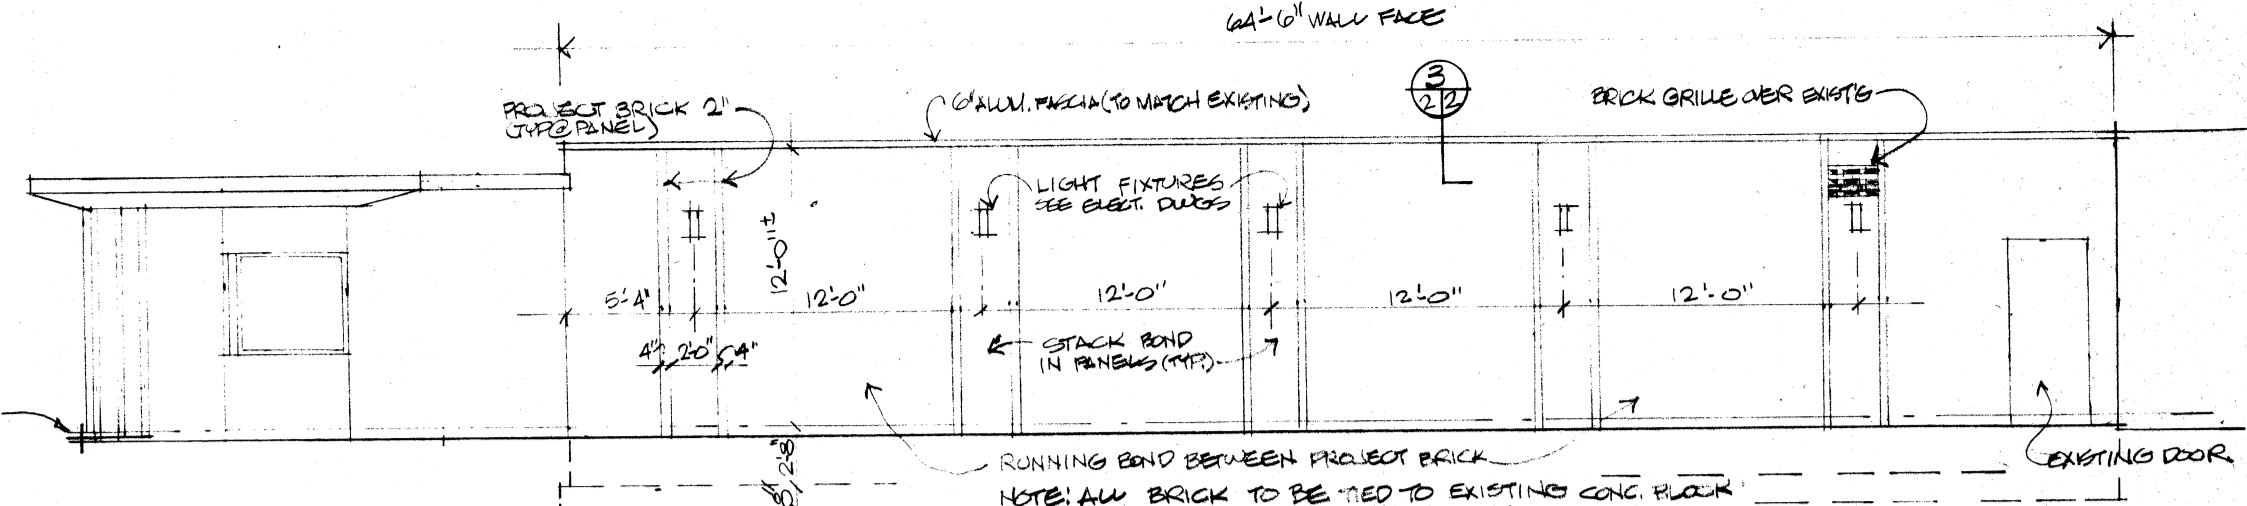 64'-6" WALL FACE
PROJECT BRICK 2"
(TYP @ PANEL)
6" ALUM. FASCIA (TO MATCH EXISTING)
3
2 2
BRICK GRILLE OVER EXIST'G
LIGHT FIXTURES
SEE ELECT. DWGS
12'-0"±
5'-4"
12'-0"
12'-0"
12'-0"
12'-0"
4" 2'-0" 4"
STACK BOND
IN PANELS (TYP.)
8" 2'-8"
RUNNING BOND BETWEEN PROJECT BRICK
EXISTING DOOR.
NOTE: ALL BRICK TO BE TIED TO EXISTING CONC. BLOCK